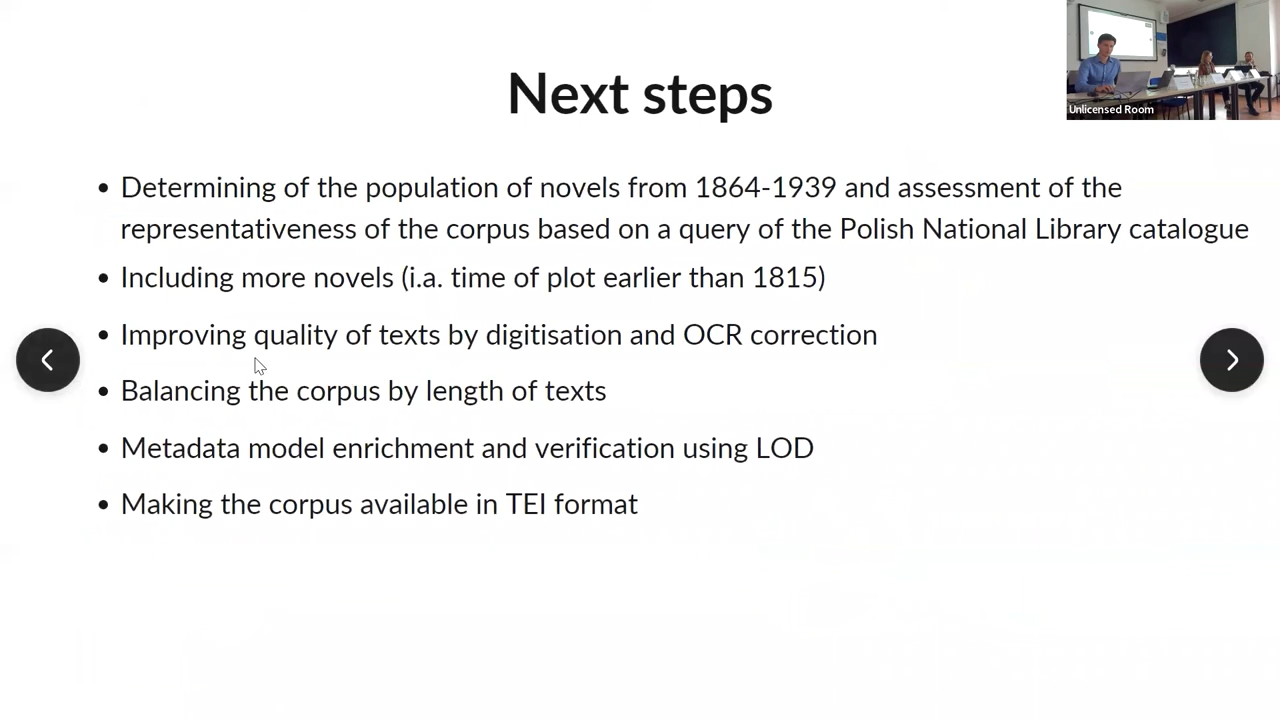 Next steps
Unlicensed Room
• Determining of the population of novels from 1864-1939 and assessment of the
representativeness of the corpus based on a query of the Polish National Library catalogue
• Including more novels (i.a. time of plot earlier than 1815)
• Improving quality of texts by digitisation and OCR correction
• Balancing the corpus by length of texts
• Metadata model enrichment and verification using LOD
• Making the corpus available in TEI format